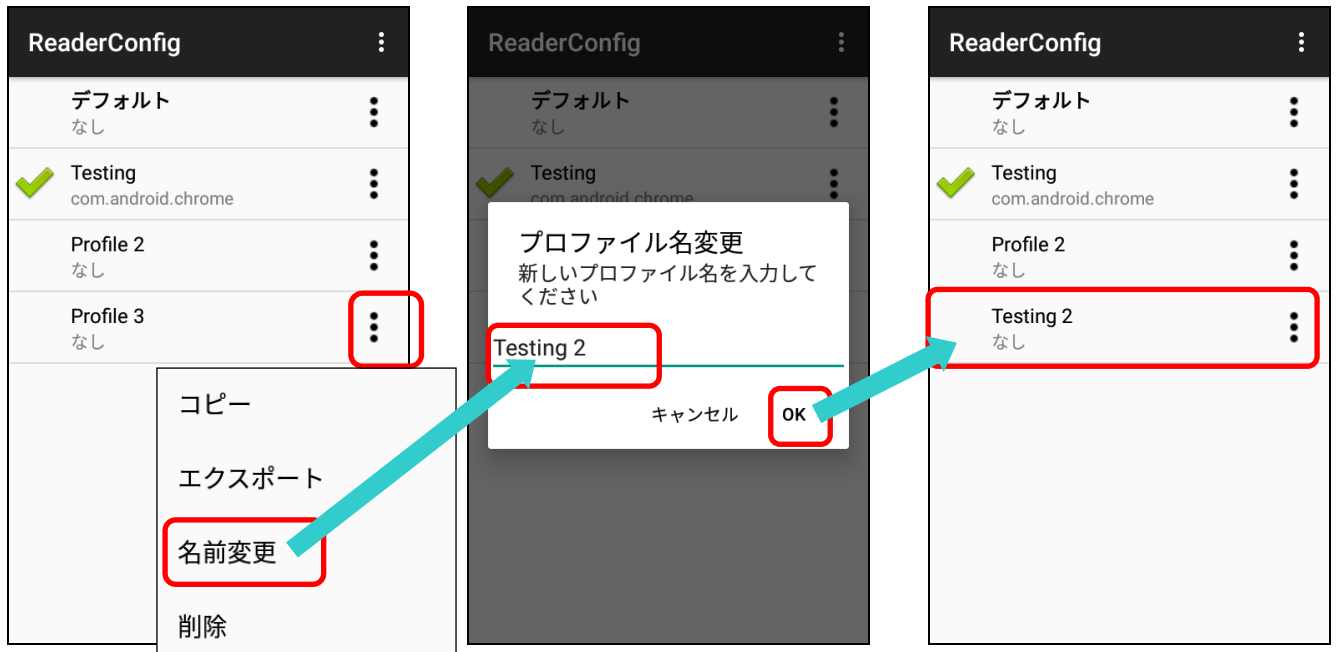 ReaderConfig
デフォルト
なし
Testing
com.android.chrome
Profile 2
なし
Profile 3
なし
コピー
エクスポート
名前変更
削除
ReaderConfig
デフォルト
なし
Testing
com.android.chrome
プロファイル名変更
新しいプロファイル名を入力して
ください
Testing 2
キャンセル
OK
ReaderConfig
デフォルト
なし
Testing
com.android.chrome
Profile 2
なし
Testing 2
なし